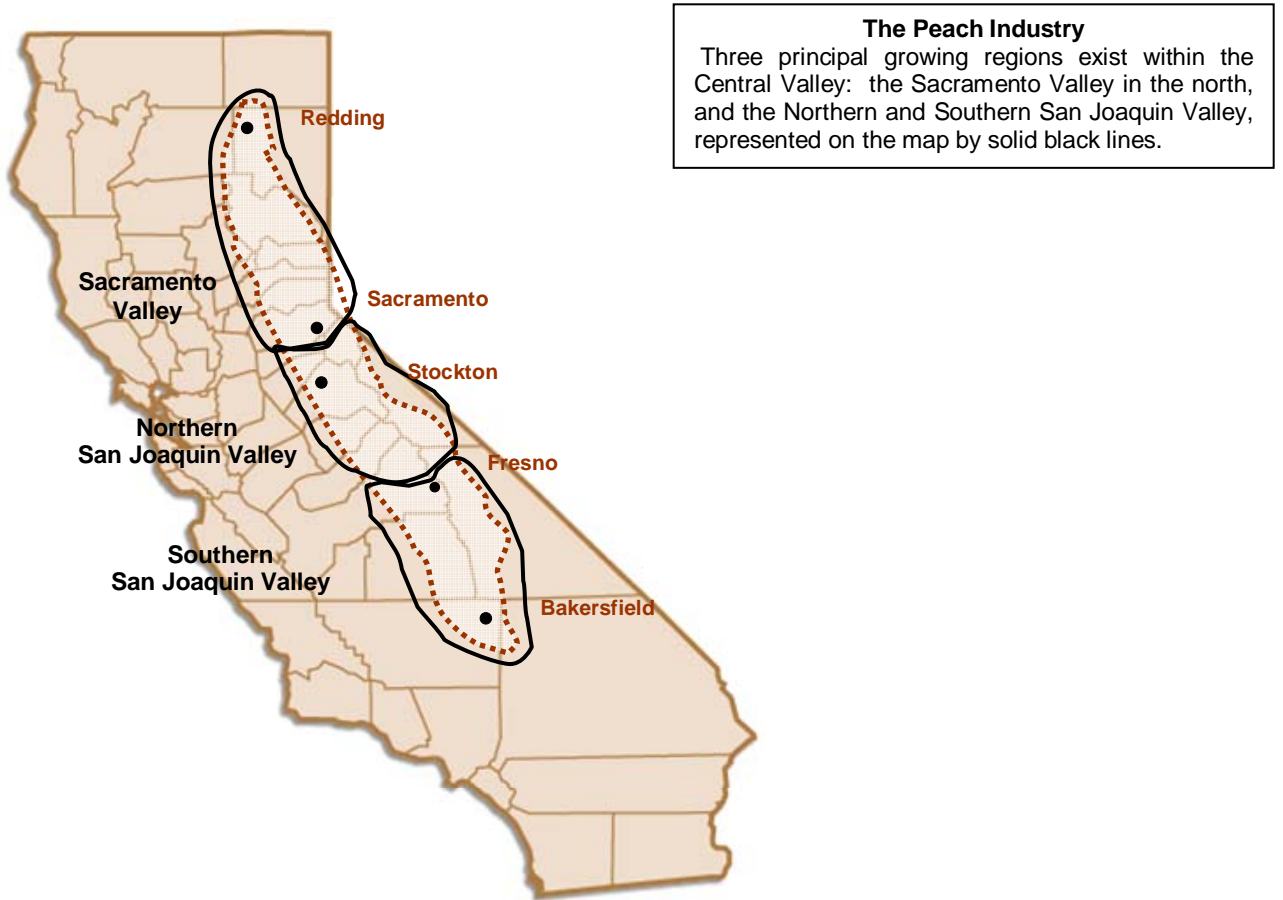 The Peach Industry
Three principal growing regions exist within the
Central Valley: the Sacramento Valley in the north,
and the Northern and Southern San Joaquin Valley,
represented on the map by solid black lines.
Redding
Sacramento
Valley
Sacramento
Stockton
Northern
San Joaquin Valley
Fresno
Southern
San Joaquin Valley
Bakersfield